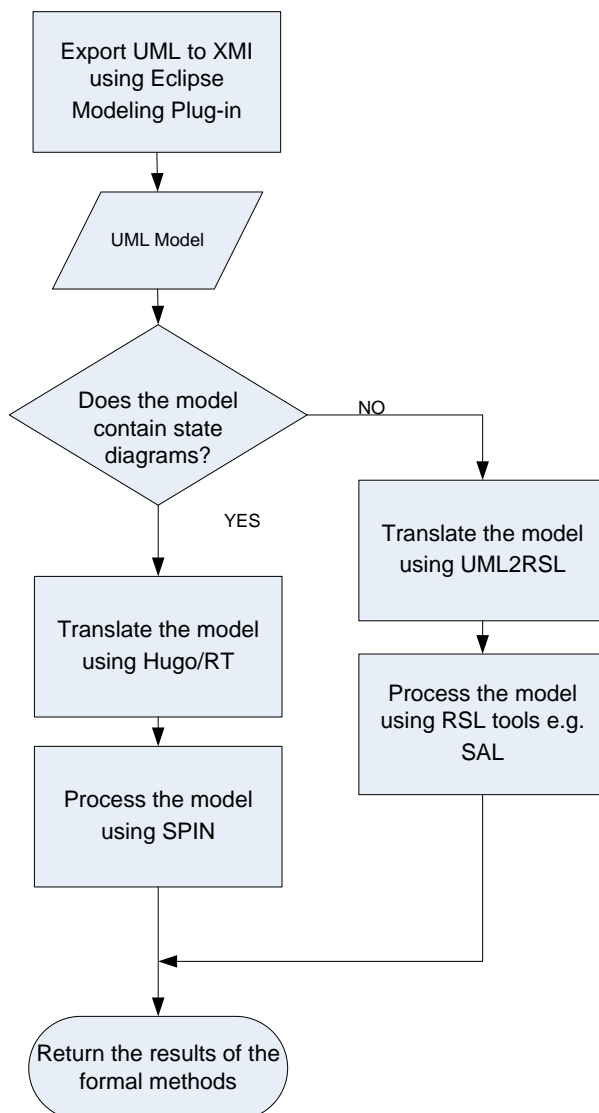 Export UML to XMI
using Eclipse
Modeling Plug-in
UML Model
Does the model
contain state
diagrams?
NO
YES
Translate the model
using UML2RSL
Translate the model
using Hugo/RT
Process the model
using RSL tools e.g.
SAL
Process the model
using SPIN
Return the results of the
formal methods